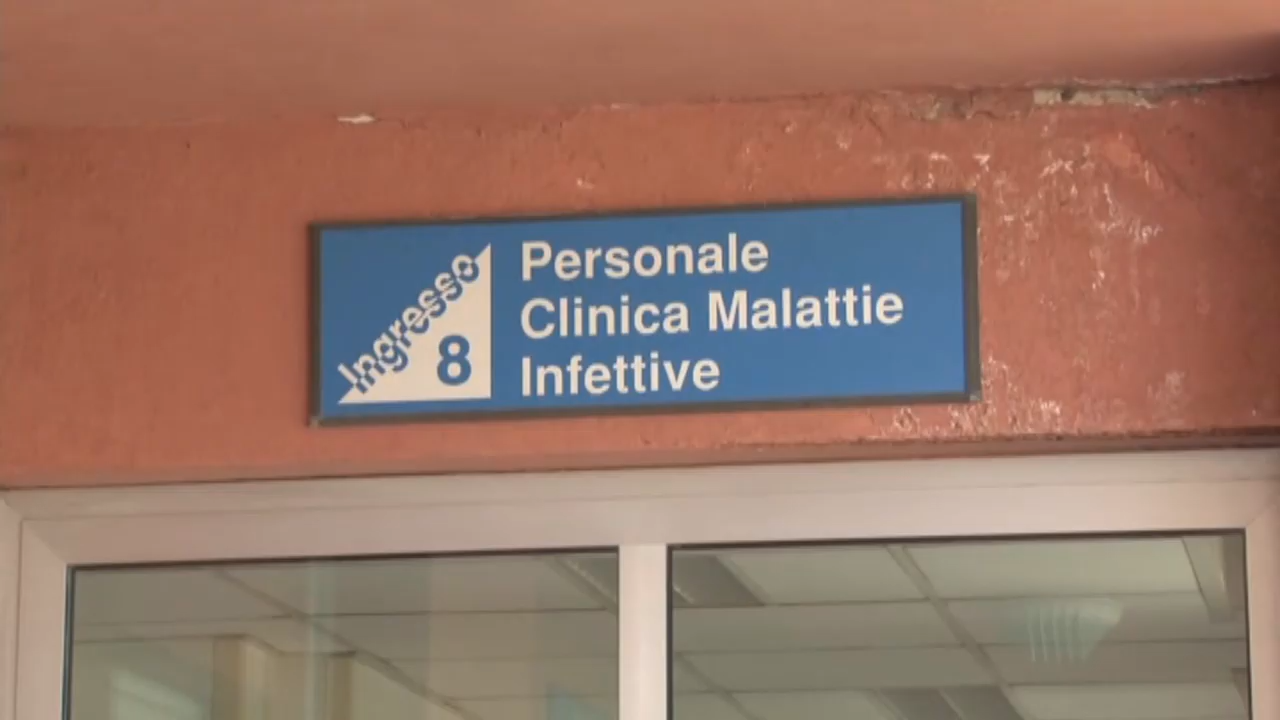 Ingresso
8
Personale
Clinica Malattie
Infettive